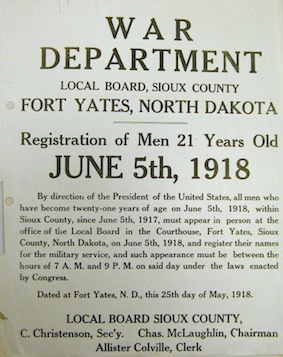 WAR
DEPARTMENT
LOCAL BOARD, SIOUX COUNTY
FORT YATES, NORTH DAKOTA
Registration of Men 21 Years Old
JUNE 5th, 1918
By direction of the President of the United States, all men who
have become twenty-one years of age on June 5th, 1918, within
Sioux County, since June 5th, 1917, must appear in person at the
office of the Local Board in the Courthouse, Fort Yates, Sioux
County, North Dakota, on June 5th, 1918, and register their names
for the military service, and such appearance must be between the
hours of 7 A. M. and 9 P. M. on said day under the laws enacted
by Congress.
Dated at Fort Yates, N. D., this 25th day of May, 1918.
LOCAL BOARD SIOUX COUNTY,
C. Christenson, Sec'y. Chas. McLaughlin, Chairman
Allister Colville, Clerk